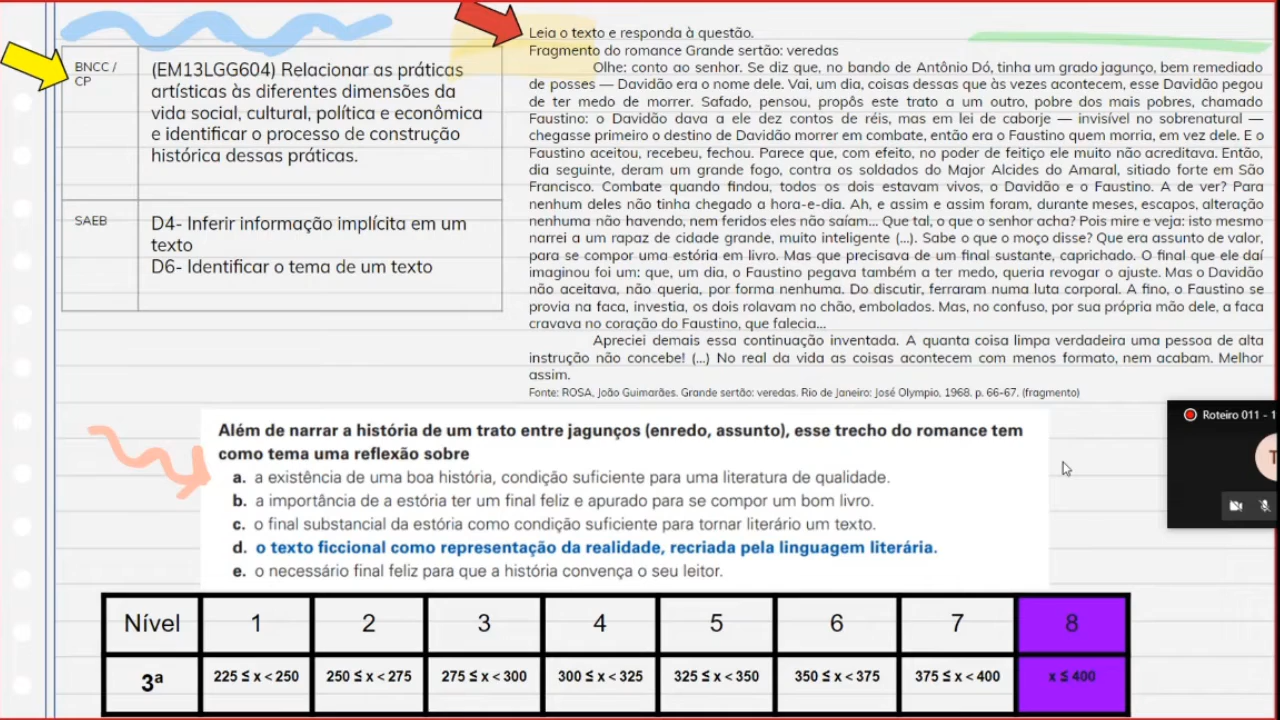 BNCC /
CP
(EM13LGG604) Relacionar as práticas
artísticas às diferentes dimensões da
vida social, cultural, política e econômica
e identificar o processo de construção
histórica dessas práticas.
SAEB
D4- Inferir informação implícita em um
texto
D6- Identificar o tema de um texto
Leia o texto e responda à questão.
Fragmento do romance Grande sertão: veredas
Olhe: conto ao senhor. Se diz que, no bando de Antônio Dó, tinha um grado jagunço, bem remediado
de posses — Davidão era o nome dele. Vai, um dia, coisas dessas que às vezes acontecem, esse Davidão pegou
de ter medo de morrer. Safado, pensou, propôs este trato a um outro, pobre dos mais pobres, chamado
Faustino: o Davidão dava a ele dez contos de réis, mas em lei de caborje — invisível no sobrenatural —
chegasse primeiro o destino de Davidão morrer em combate, então era o Faustino quem morria, em vez dele. E o
Faustino aceitou, recebeu, fechou. Parece que, com efeito, no poder de feitiço ele muito não acreditava. Então,
dia seguinte, deram um grande fogo, contra os soldados do Major Alcides do Amaral, sitiado forte em São
Francisco. Combate quando findou, todos os dois estavam vivos, o Davidão e o Faustino. A de ver? Para
nenhum deles não tinha chegado a hora-e-dia. Ah, e assim e assim foram, durante meses, escapos, alteração
nenhuma não havendo, nem feridos eles não saíam... Que tal, o que o senhor acha? Pois mire e veja: isto mesmo
narrei a um rapaz de cidade grande, muito inteligente (...). Sabe o que o moço disse? Que era assunto de valor,
para se compor uma estória em livro. Mas que precisava de um final sustante, caprichado. O final que ele daí
imaginou foi um: que, um dia, o Faustino pegava também a ter medo, queria revogar o ajuste. Mas o Davidão
não aceitava, não queria, por forma nenhuma. Do discutir, ferraram numa luta corporal. A fino, o Faustino se
provia na faca, investia, os dois rolavam no chão, embolados. Mas, no confuso, por sua própria mão dele, a faca
cravava no coração do Faustino, que falecia...
Apreciei demais essa continuação inventada. A quanta coisa limpa verdadeira uma pessoa de alta
instrução não concebe! (...) No real da vida as coisas acontecem com menos formato, nem acabam. Melhor
assim.
Fonte: ROSA, João Guimarães. Grande sertão: veredas. Rio de Janeiro: José Olympio, 1968. p. 66-67. (fragmento)
Além de narrar a história de um trato entre jagunços (enredo, assunto), esse trecho do romance tem
como tema uma reflexão sobre
a. a existência de uma boa história, condição suficiente para uma literatura de qualidade.
b. a importância de a estória ter um final feliz e apurado para se compor um bom livro.
c. o final substancial da estória como condição suficiente para tornar literário um texto.
d. o texto ficcional como representação da realidade, recriada pela linguagem literária.
e. o necessário final feliz para que a história convença o seu leitor.
Roteiro 011 - 1
T
Nível 1 2 3 4 5 6 7 8
3ª 225 ≤ x < 250 250 ≤ x < 275 275 ≤ x < 300 300 ≤ x < 325 325 ≤ x < 350 350 ≤ x < 375 375 ≤ x < 400 x ≤ 400